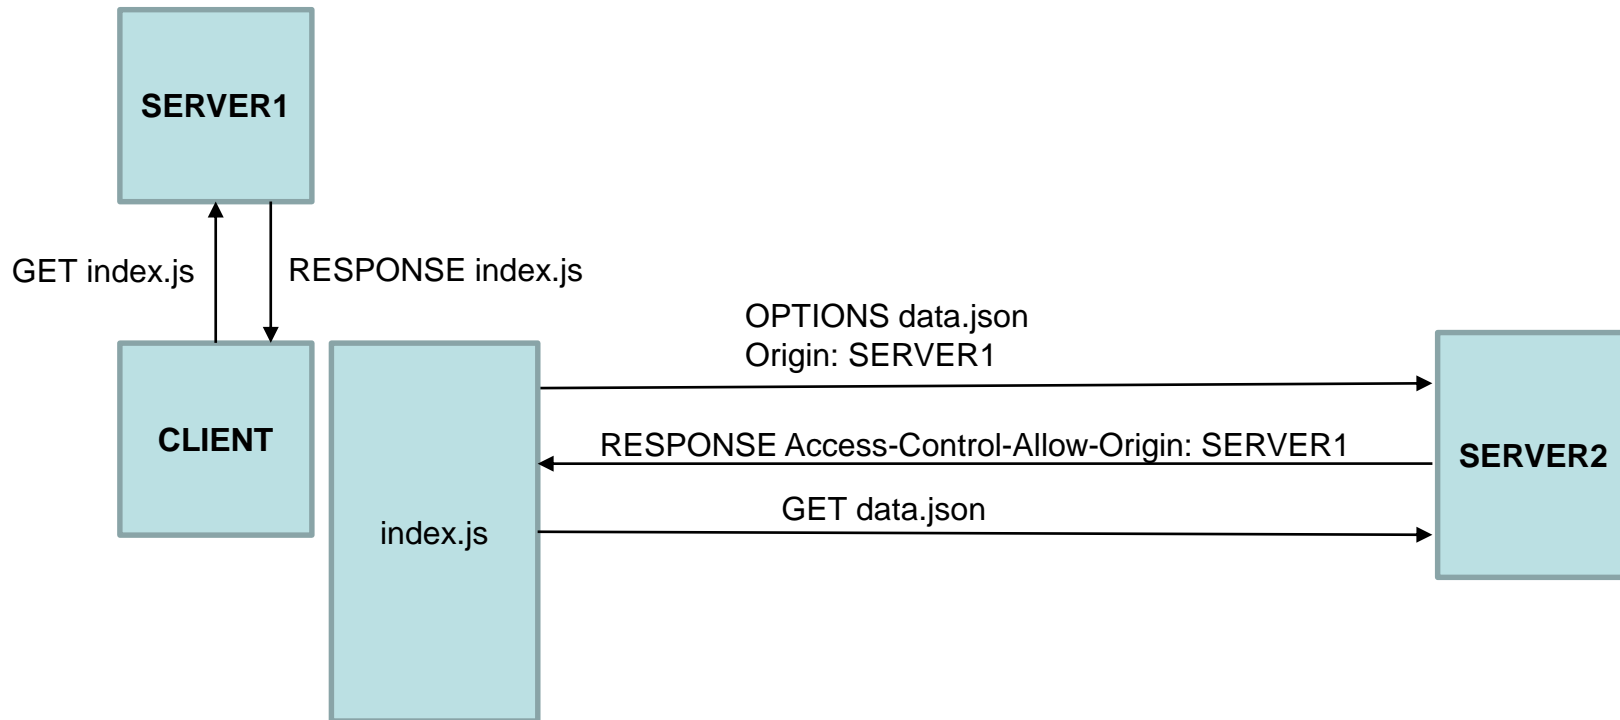 SERVER1
GET index.js
RESPONSE index.js
OPTIONS data.json
Origin: SERVER1
CLIENT
RESPONSE Access-Control-Allow-Origin: SERVER1
SERVER2
GET data.json
index.js